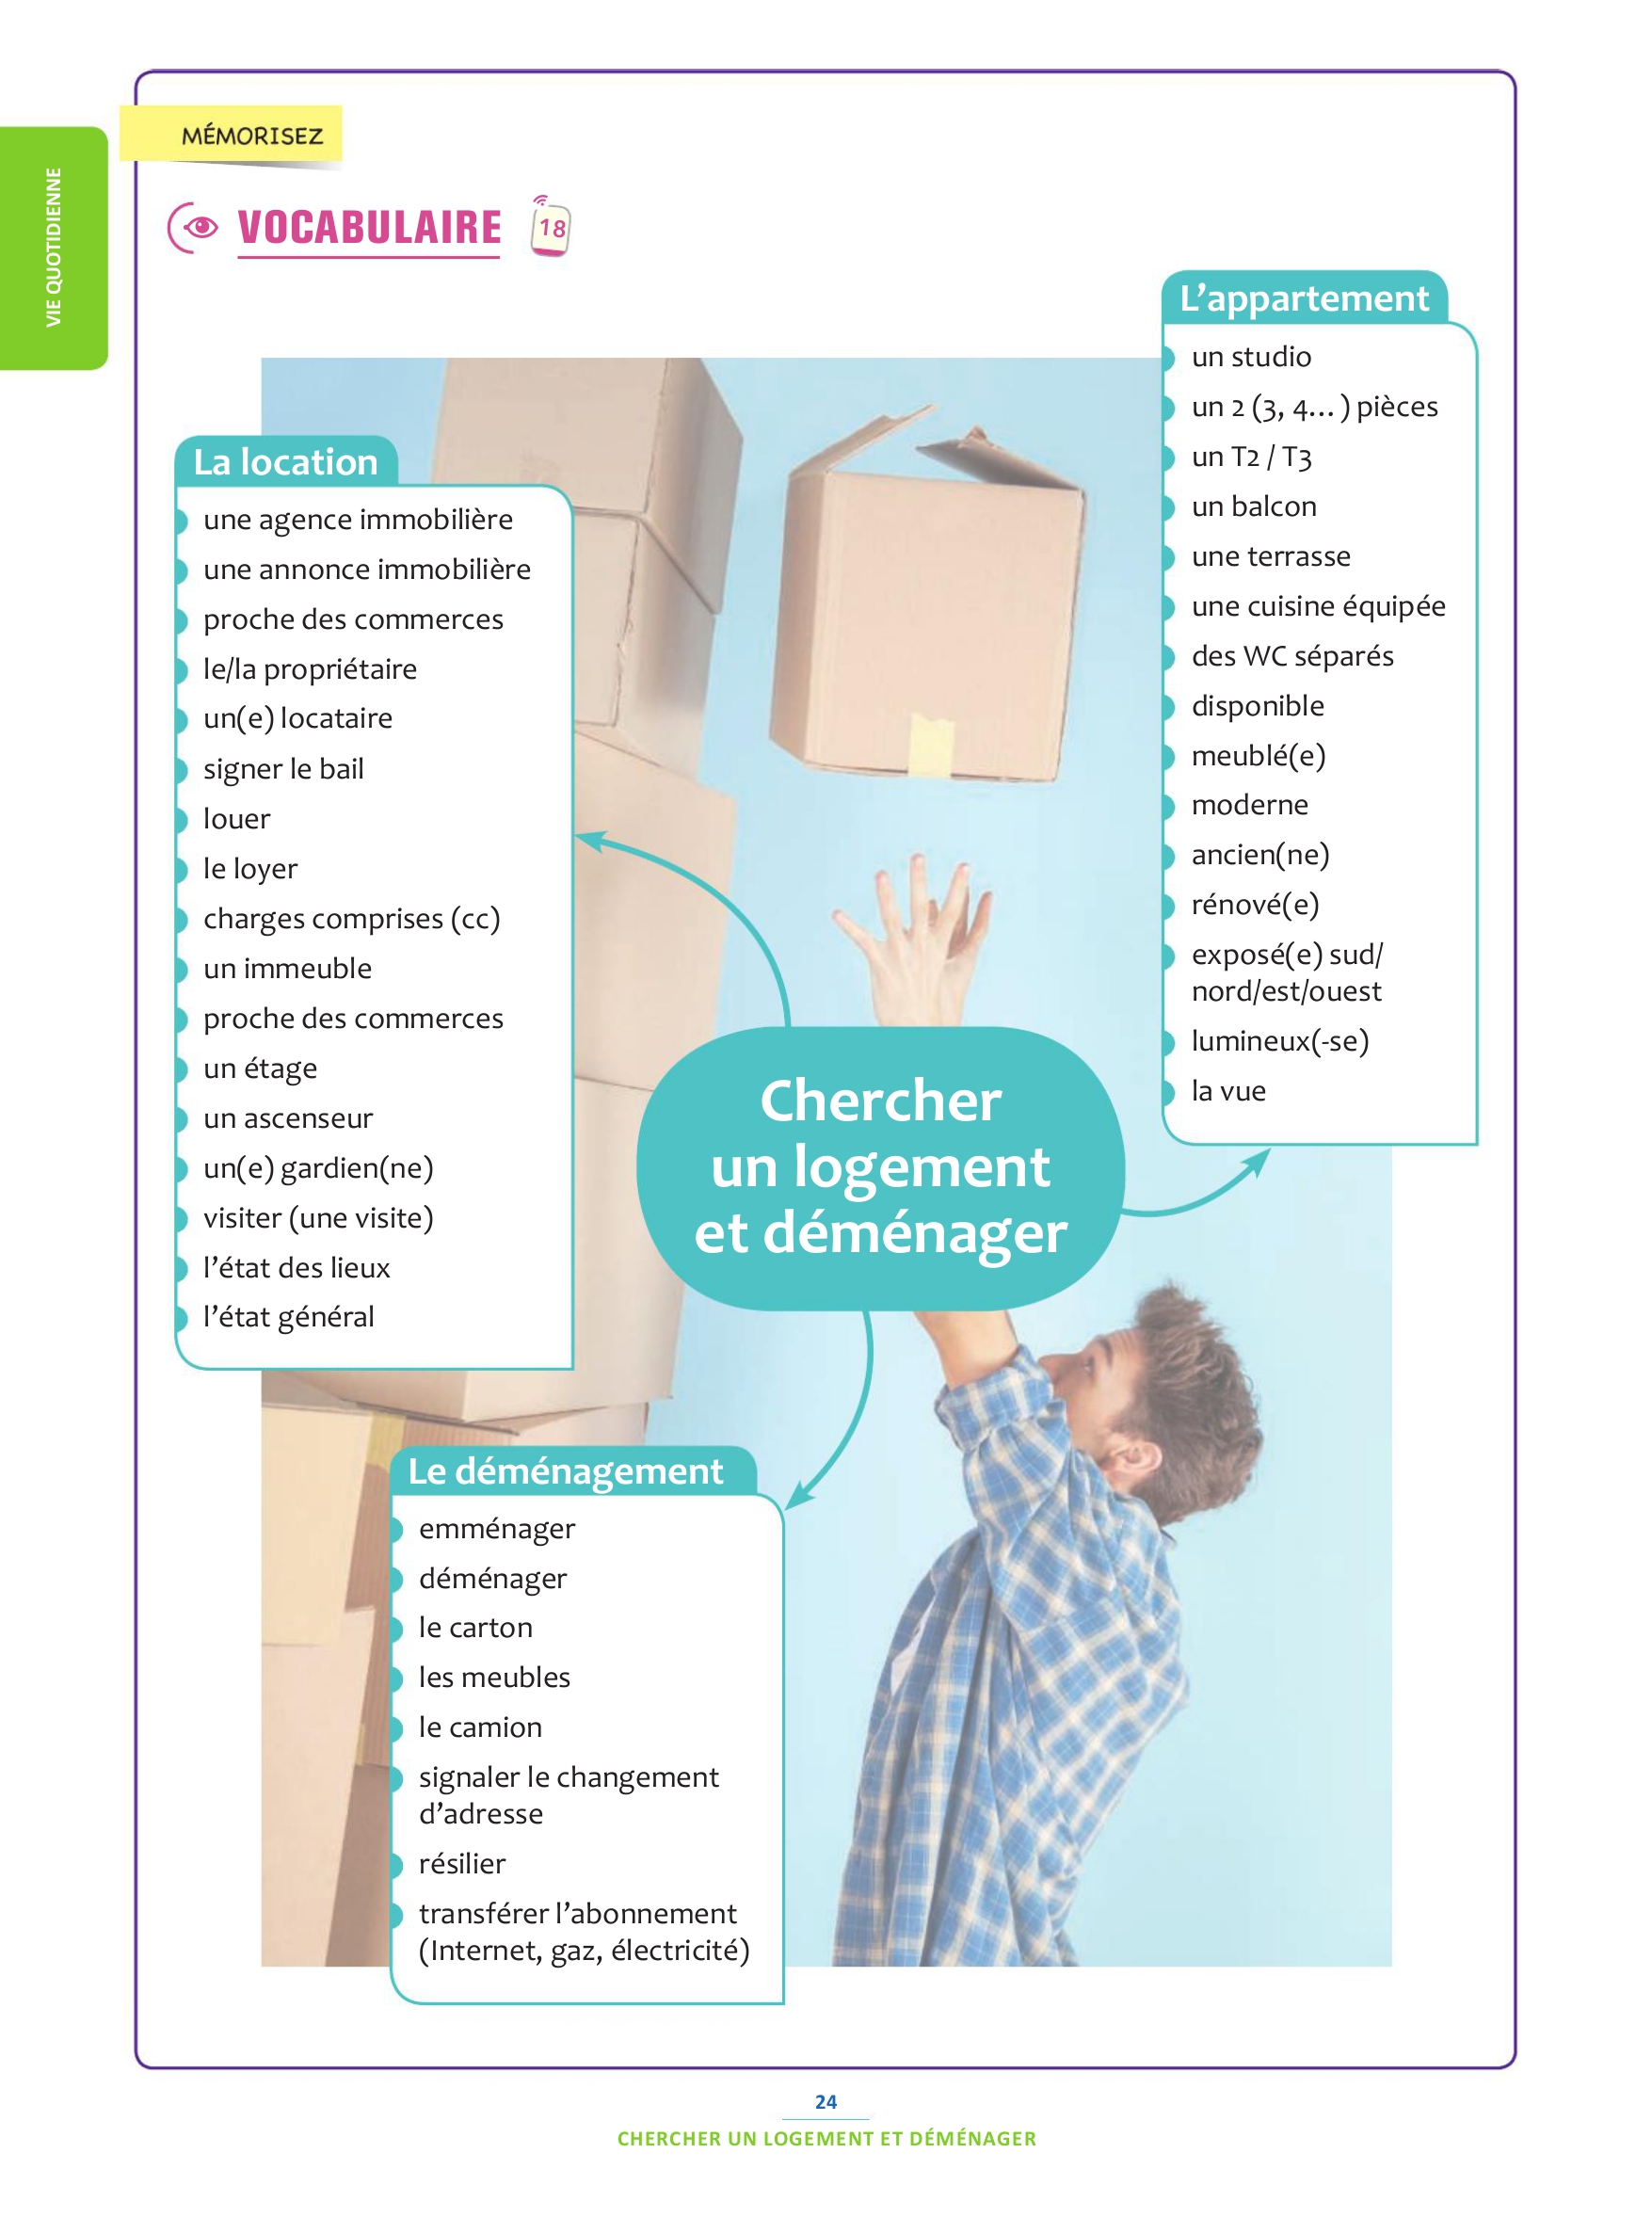 VIE QUOTIDIENNE
MÉMORISEZ
VOCABULAIRE
18
La location
une agence immobilière
une annonce immobilière
proche des commerces
le/la propriétaire
un(e) locataire
signer le bail
louer
le loyer
charges comprises (cc)
un immeuble
proche des commerces
un étage
un ascenseur
un(e) gardien(ne)
visiter (une visite)
l’état des lieux
l’état général
L’appartement
un studio
un 2 (3, 4…) pièces
un T2 / T3
un balcon
une terrasse
une cuisine équipée
des WC séparés
disponible
meublé(e)
moderne
ancien(ne)
rénové(e)
exposé(e) sud/
nord/est/ouest
lumineux(-se)
la vue
Chercher
un logement
et déménager
Le déménagement
emménager
déménager
le carton
les meubles
le camion
signaler le changement
d’adresse
résilier
transférer l’abonnement
(Internet, gaz, électricité)
24
CHERCHER UN LOGEMENT ET DÉMÉNAGER